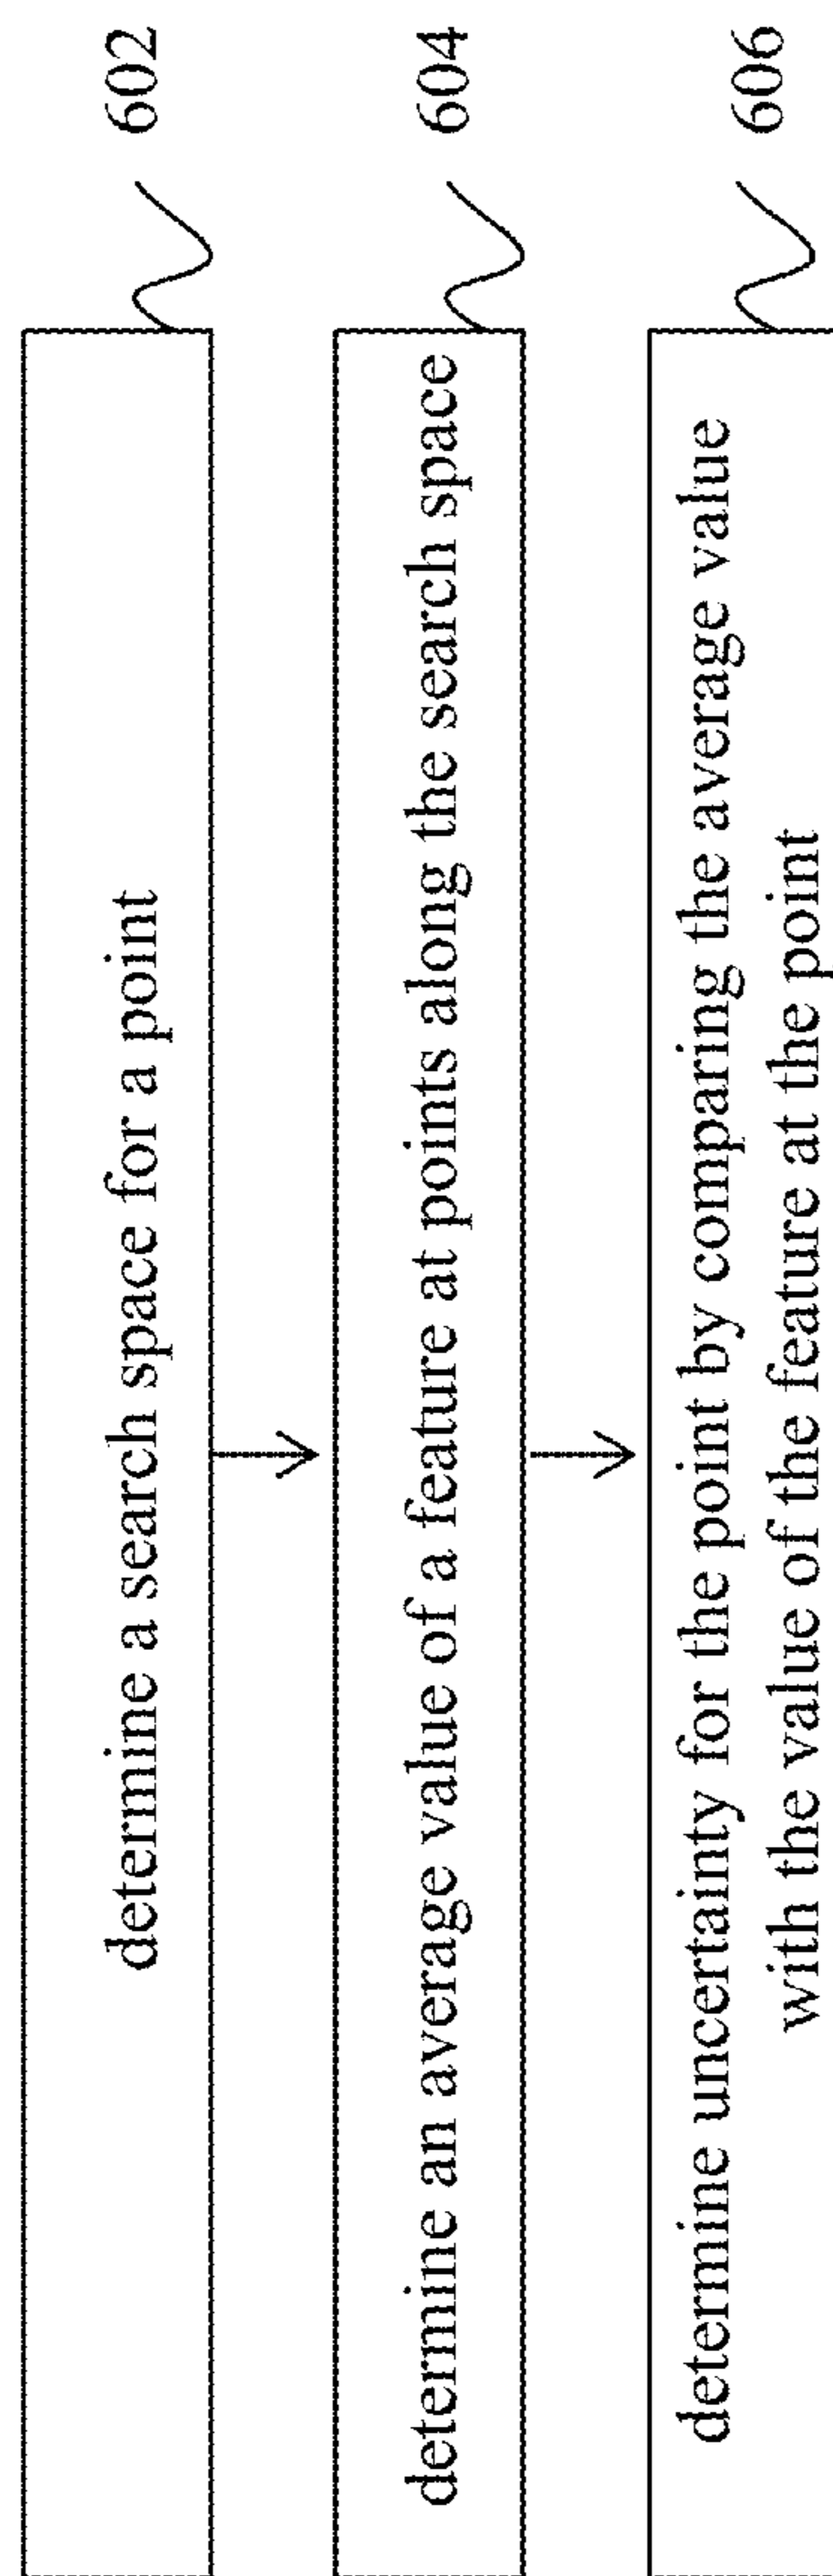 determine a search space for a point
602
determine an average value of a feature at points along the search space
604
determine uncertainty for the point by comparing the average value
with the value of the feature at the point
606